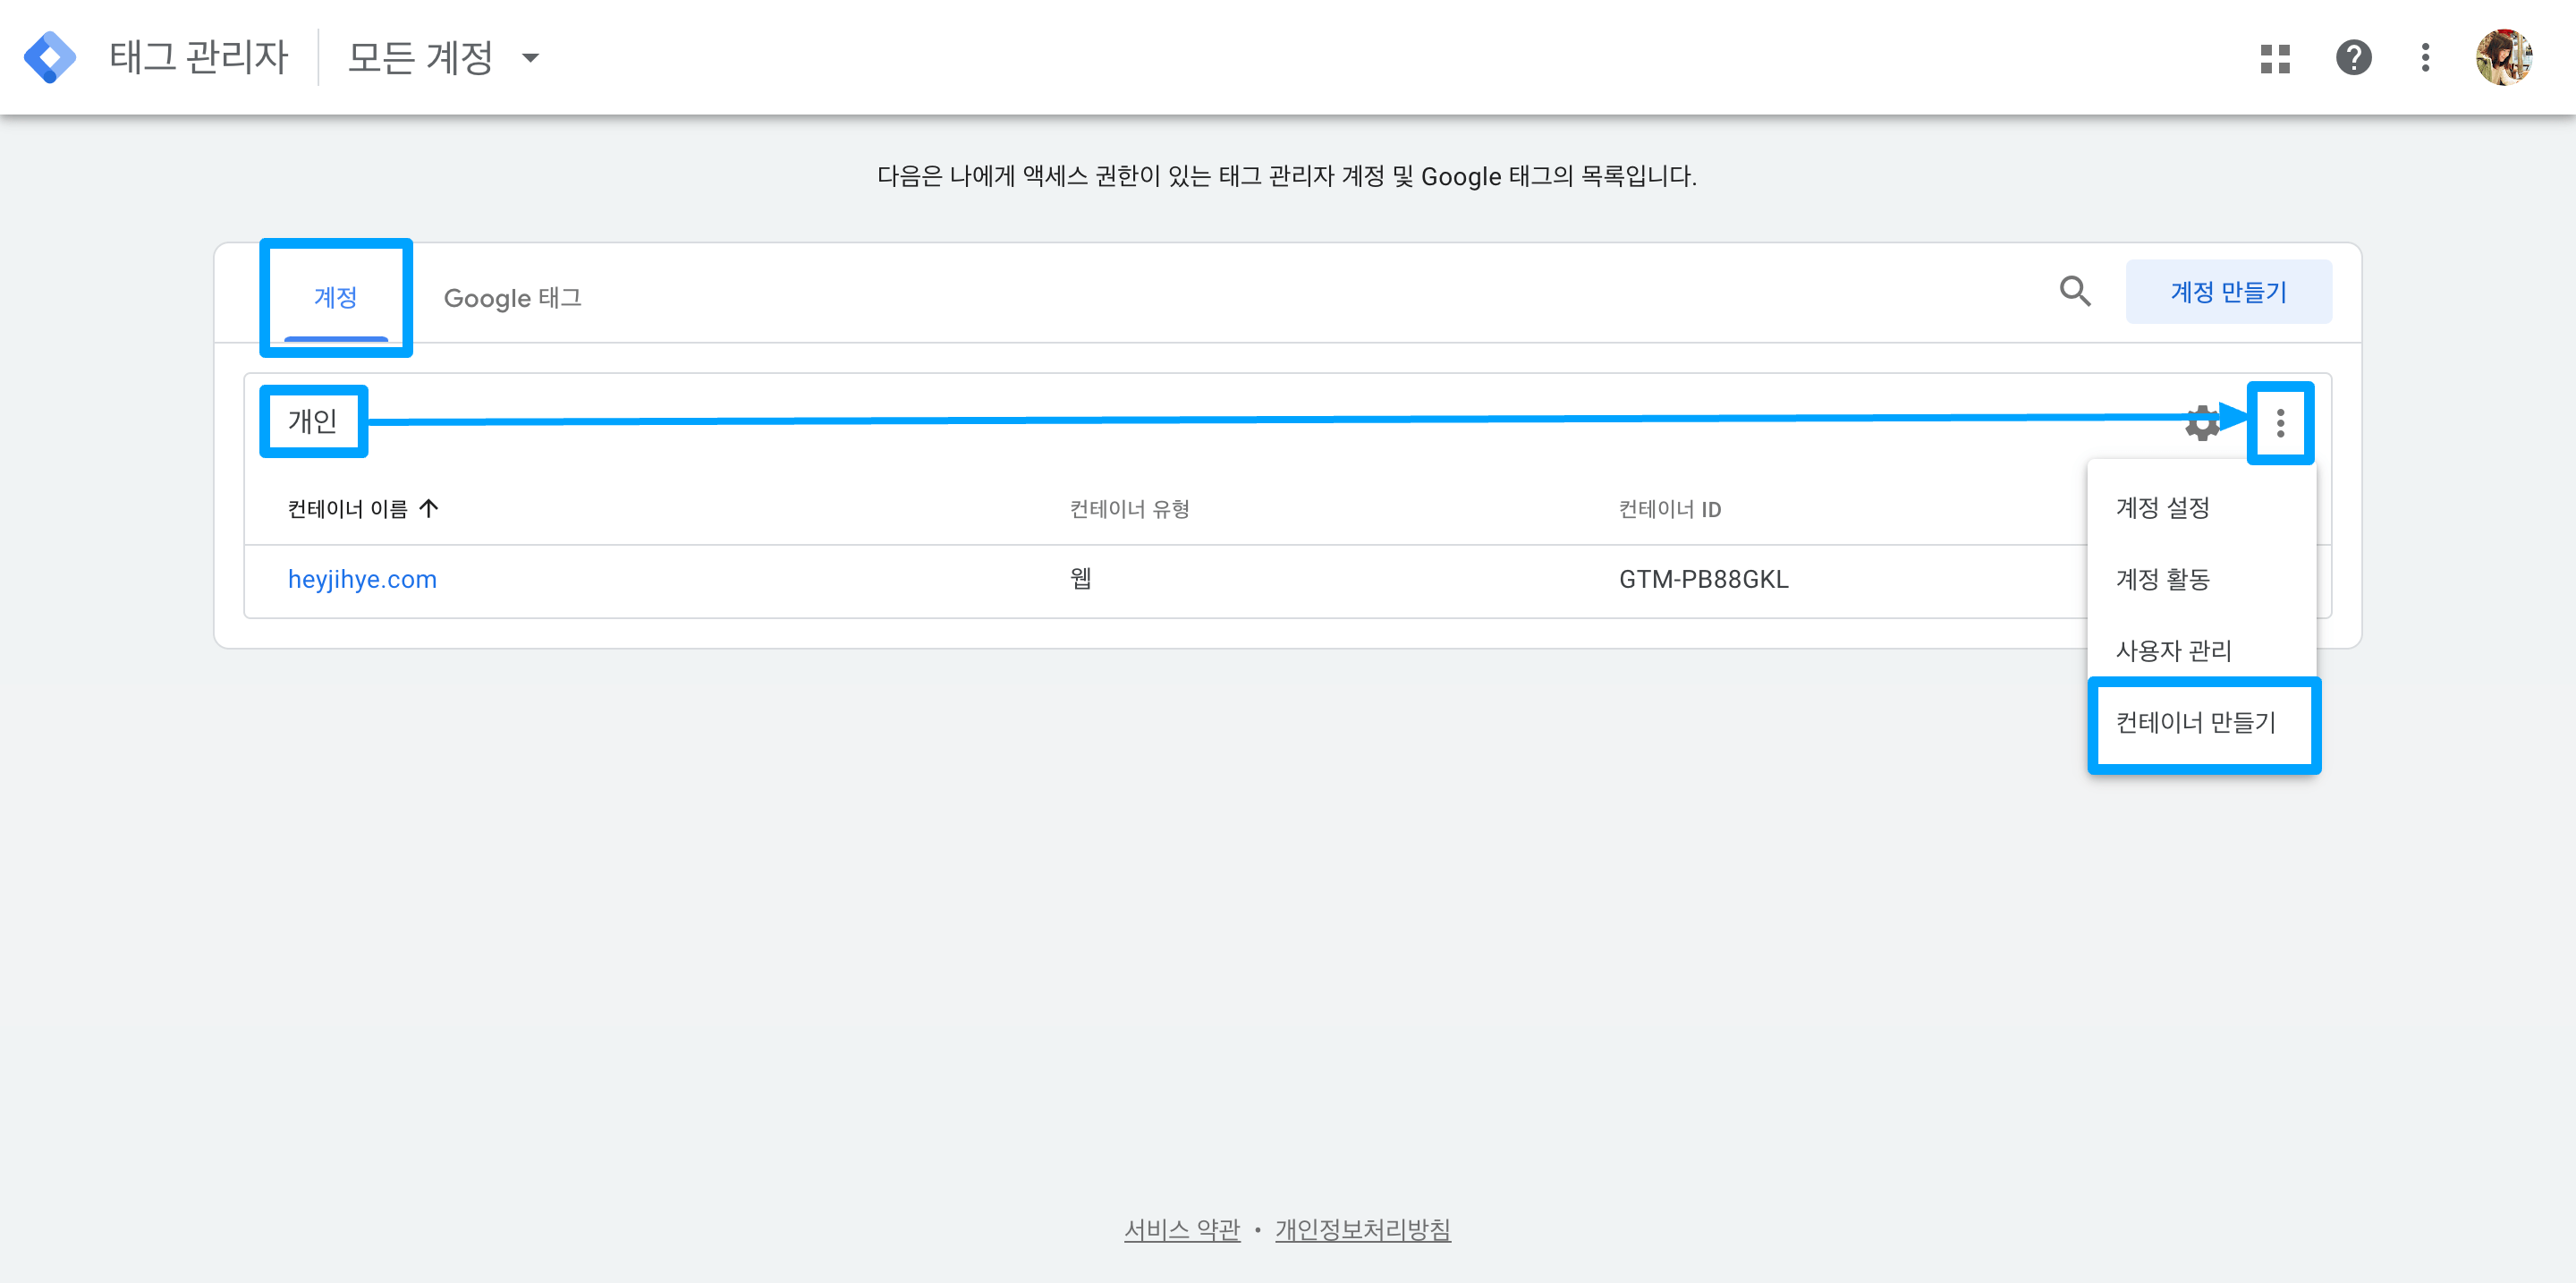 태그 관리자 모든 계정
다음은 나에게 액세스 권한이 있는 태그 관리자 계정 및 Google 태그의 목록입니다.
계정 Google 태그 계정 만들기
개인
컨테이너 이름 컨테이너 유형 컨테이너 ID
heyjihye.com 웹 GTM-PB88GKL
계정 설정
계정 활동
사용자 관리
컨테이너 만들기
서비스 약관 • 개인정보처리방침